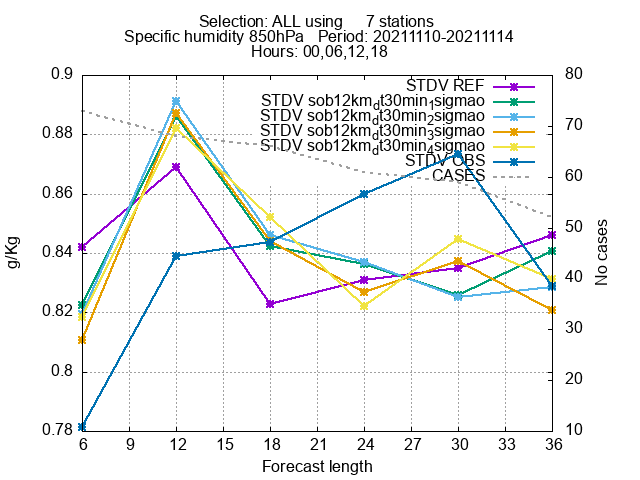 Selection: ALL using 7 stations
Specific humidity 850hPa Period: 20211110-20211114
Hours: 00,06,12,18
0.9
0.88
0.86
0.84
0.82
0.8
0.78
80
70
60
50
40
30
20
10
STDV REF
STDV sob12km_dt30min_1sigmao
STDV sob12km_dt30min_2sigmao
STDV sob12km_dt30min_3sigmao
STDV sob12km_dt30min_4sigmao
STDV OBS
CASES
g/Kg
No cases
6 9 12 15 18 21 24 27 30 33 36
Forecast length